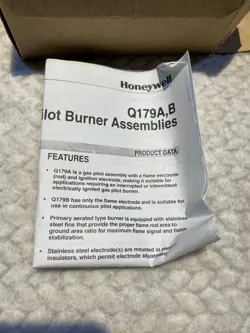 Honeywell
Q179A,B
ilot Burner Assemblies
PRODUCT DATA
FEATURES
• Q179A is a gas pilot assembly with a flame electrode
(rod) and ignition electrode, making it suitable for
applications requiring an interrupted or intermittent
electrically ignited gas pilot burner.
• Q179B has only the flame electrode and is suitable for
use in continuous pilot applications.
• Primary aerated type burner is equipped with stainless
steel fins that provide the proper flame rod area to
ground area ratio for maximum flame signal and flame
stabilization.
• Stainless steel electrode(s) are mounted in
insulators, which permit electrode